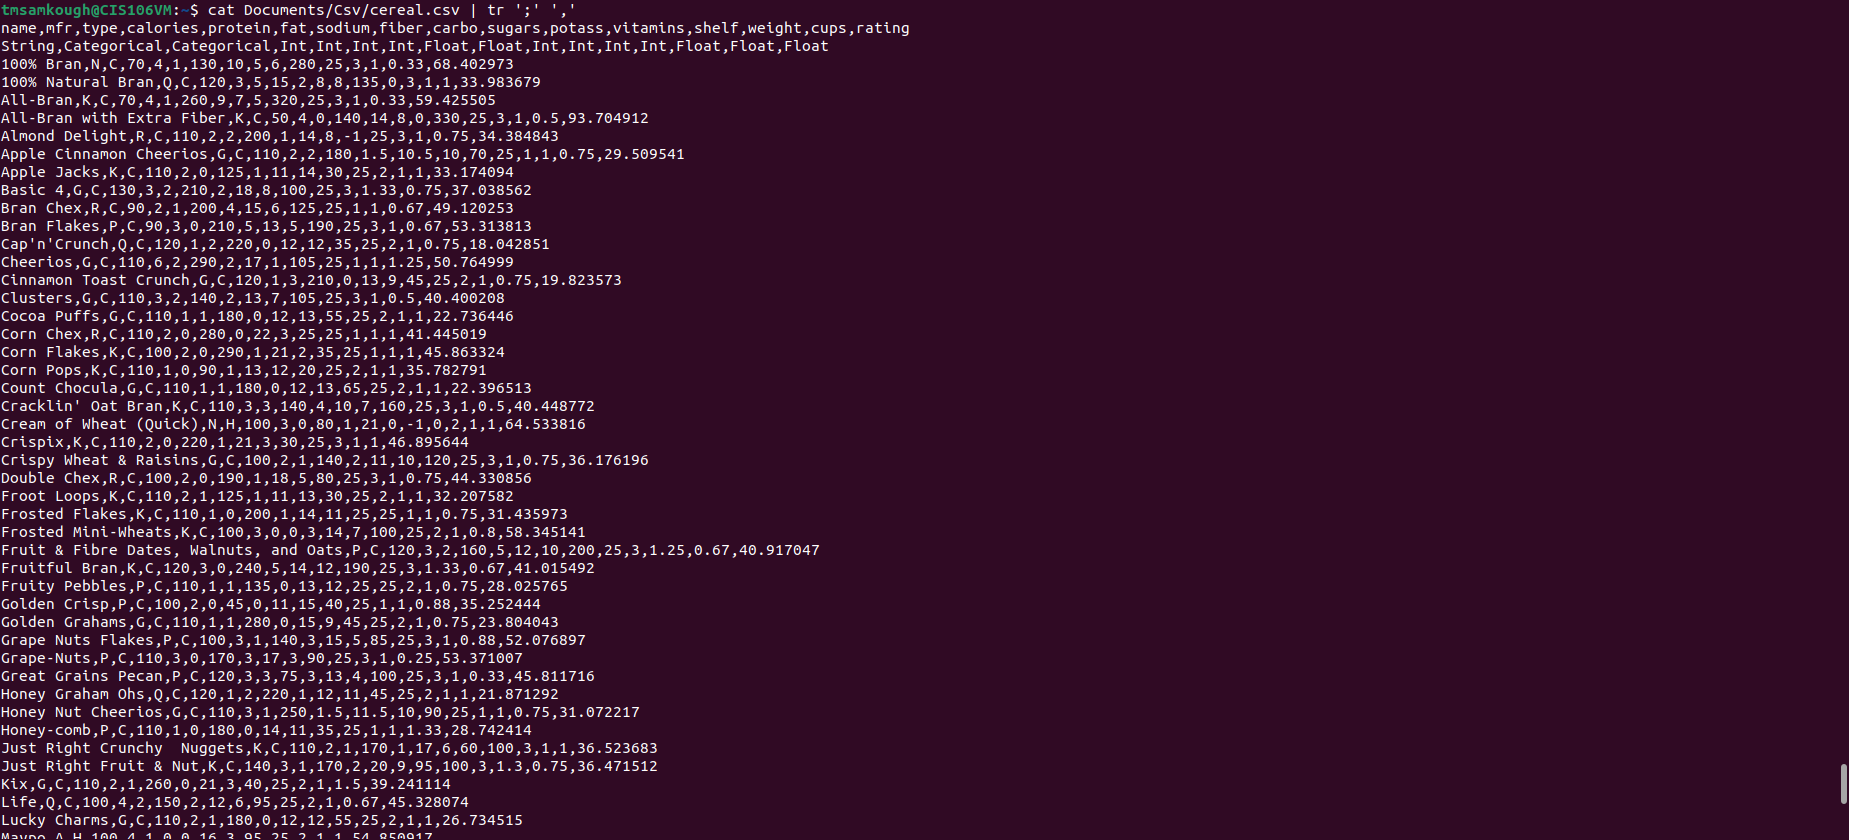 tmsamkough@CIS106VM:~$ cat Documents/Csv/cereal.csv | tr ';' ','
name,mfr,type,calories,protein,fat,sodium,fiber,carbo,sugars,potass,vitamins,shelf,weight,cups,rating
String,Categorical,Categorical,Int,Int,Int,Int,Float,Float,Int,Int,Int,Int,Float,Float,Float
100% Bran,N,C,70,4,1,130,10,5,6,280,25,3,1,0.33,68.402973
100% Natural Bran,Q,C,120,3,5,15,2,8,8,135,0,3,1,1,33.983679
All-Bran,K,C,70,4,1,260,9,7,5,320,25,3,1,0.33,59.425505
All-Bran with Extra Fiber,K,C,50,4,0,140,14,8,0,330,25,3,1,0.5,93.704912
Almond Delight,R,C,110,2,2,200,1,14,8,-1,25,3,1,0.75,34.384843
Apple Cinnamon Cheerios,G,C,110,2,2,180,1.5,10.5,10,70,25,1,1,0.75,29.509541
Apple Jacks,K,C,110,2,0,125,1,11,14,30,25,2,1,1,33.174094
Basic 4,G,C,130,3,2,210,2,18,8,100,25,3,1.33,0.75,37.038562
Bran Chex,R,C,90,2,1,200,4,15,6,125,25,1,1,0.67,49.120253
Bran Flakes,P,C,90,3,0,210,5,13,5,190,25,3,1,0.67,53.313813
Cap'n'Crunch,Q,C,120,1,2,220,0,12,12,35,25,2,1,0.75,18.042851
Cheerios,G,C,110,6,2,290,2,17,1,105,25,1,1,1.25,50.764999
Cinnamon Toast Crunch,G,C,120,1,3,210,0,13,9,45,25,2,1,0.75,19.823573
Clusters,G,C,110,3,2,140,2,13,7,105,25,3,1,0.5,40.400208
Cocoa Puffs,G,C,110,1,1,180,0,12,13,55,25,2,1,1,22.736446
Corn Chex,R,C,110,2,0,280,0,22,3,25,25,1,1,1,41.445019
Corn Flakes,K,C,100,2,0,290,1,21,2,35,25,1,1,1,45.863324
Corn Pops,K,C,110,1,0,90,1,13,12,20,25,2,1,1,35.782791
Count Chocula,G,C,110,1,1,180,0,12,13,65,25,2,1,1,22.396513
Cracklin' Oat Bran,K,C,110,3,3,140,4,10,7,160,25,3,1,0.5,40.448772
Cream of Wheat (Quick),N,H,100,3,0,80,1,21,0,-1,0,2,1,1,64.533816
Crispix,K,C,110,2,0,220,1,21,3,30,25,3,1,1,46.895644
Crispy Wheat & Raisins,G,C,100,2,1,140,2,11,10,120,25,3,1,0.75,36.176196
Double Chex,R,C,100,2,0,190,1,18,5,80,25,3,1,0.75,44.330856
Froot Loops,K,C,110,2,1,125,1,11,13,30,25,2,1,1,32.207582
Frosted Flakes,K,C,110,1,0,200,1,14,11,25,25,1,1,0.75,31.435973
Frosted Mini-Wheats,K,C,100,3,0,0,3,14,7,100,25,2,1,0.8,58.345141
Fruit & Fibre Dates, Walnuts, and Oats,P,C,120,3,2,160,5,12,10,200,25,3,1.25,0.67,40.917047
Fruitful Bran,K,C,120,3,0,240,5,14,12,190,25,3,1.33,0.67,41.015492
Fruity Pebbles,P,C,110,1,1,135,0,13,12,25,25,2,1,0.75,28.025765
Golden Crisp,P,C,100,2,0,45,0,11,15,40,25,1,1,0.88,35.252444
Golden Grahams,G,C,110,1,1,280,0,15,9,45,25,2,1,0.75,23.804043
Grape Nuts Flakes,P,C,100,3,1,140,3,15,5,85,25,3,1,0.88,52.076897
Grape-Nuts,P,C,110,3,0,170,3,17,3,90,25,3,1,0.25,53.371007
Great Grains Pecan,P,C,120,3,3,75,3,13,4,100,25,3,1,0.33,45.811716
Honey Graham Ohs,Q,C,120,1,2,220,1,12,11,45,25,2,1,1,21.871292
Honey Nut Cheerios,G,C,110,3,1,250,1.5,11.5,10,90,25,1,1,0.75,31.072217
Honey-comb,P,C,110,1,0,180,0,14,11,35,25,1,1,1.33,28.742414
Just Right Crunchy  Nuggets,K,C,110,2,1,170,1,17,6,60,100,3,1,1,36.523683
Just Right Fruit & Nut,K,C,140,3,1,170,2,20,9,95,100,3,1.3,0.75,36.471512
Kix,G,C,110,2,1,260,0,21,3,40,25,2,1,1.5,39.241114
Life,Q,C,100,4,2,150,2,12,6,95,25,2,1,0.67,45.328074
Lucky Charms,G,C,110,2,1,180,0,12,12,55,25,2,1,1,26.734515
Maypo,A,H,100,4,1,0,0,16,3,95,25,2,1,1,54.850917